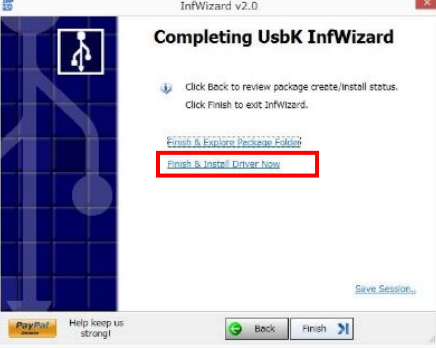 InfWizard v2.0
Completing UsbK InfWizard
Click Back to review package create/install status.
Click Finish to exit InfWizard.
Finish & Explore Package Folder
Finish & Install Driver Now
Save Session..
PayPal
DONATE
Help keep us
strong!
Back
Finish